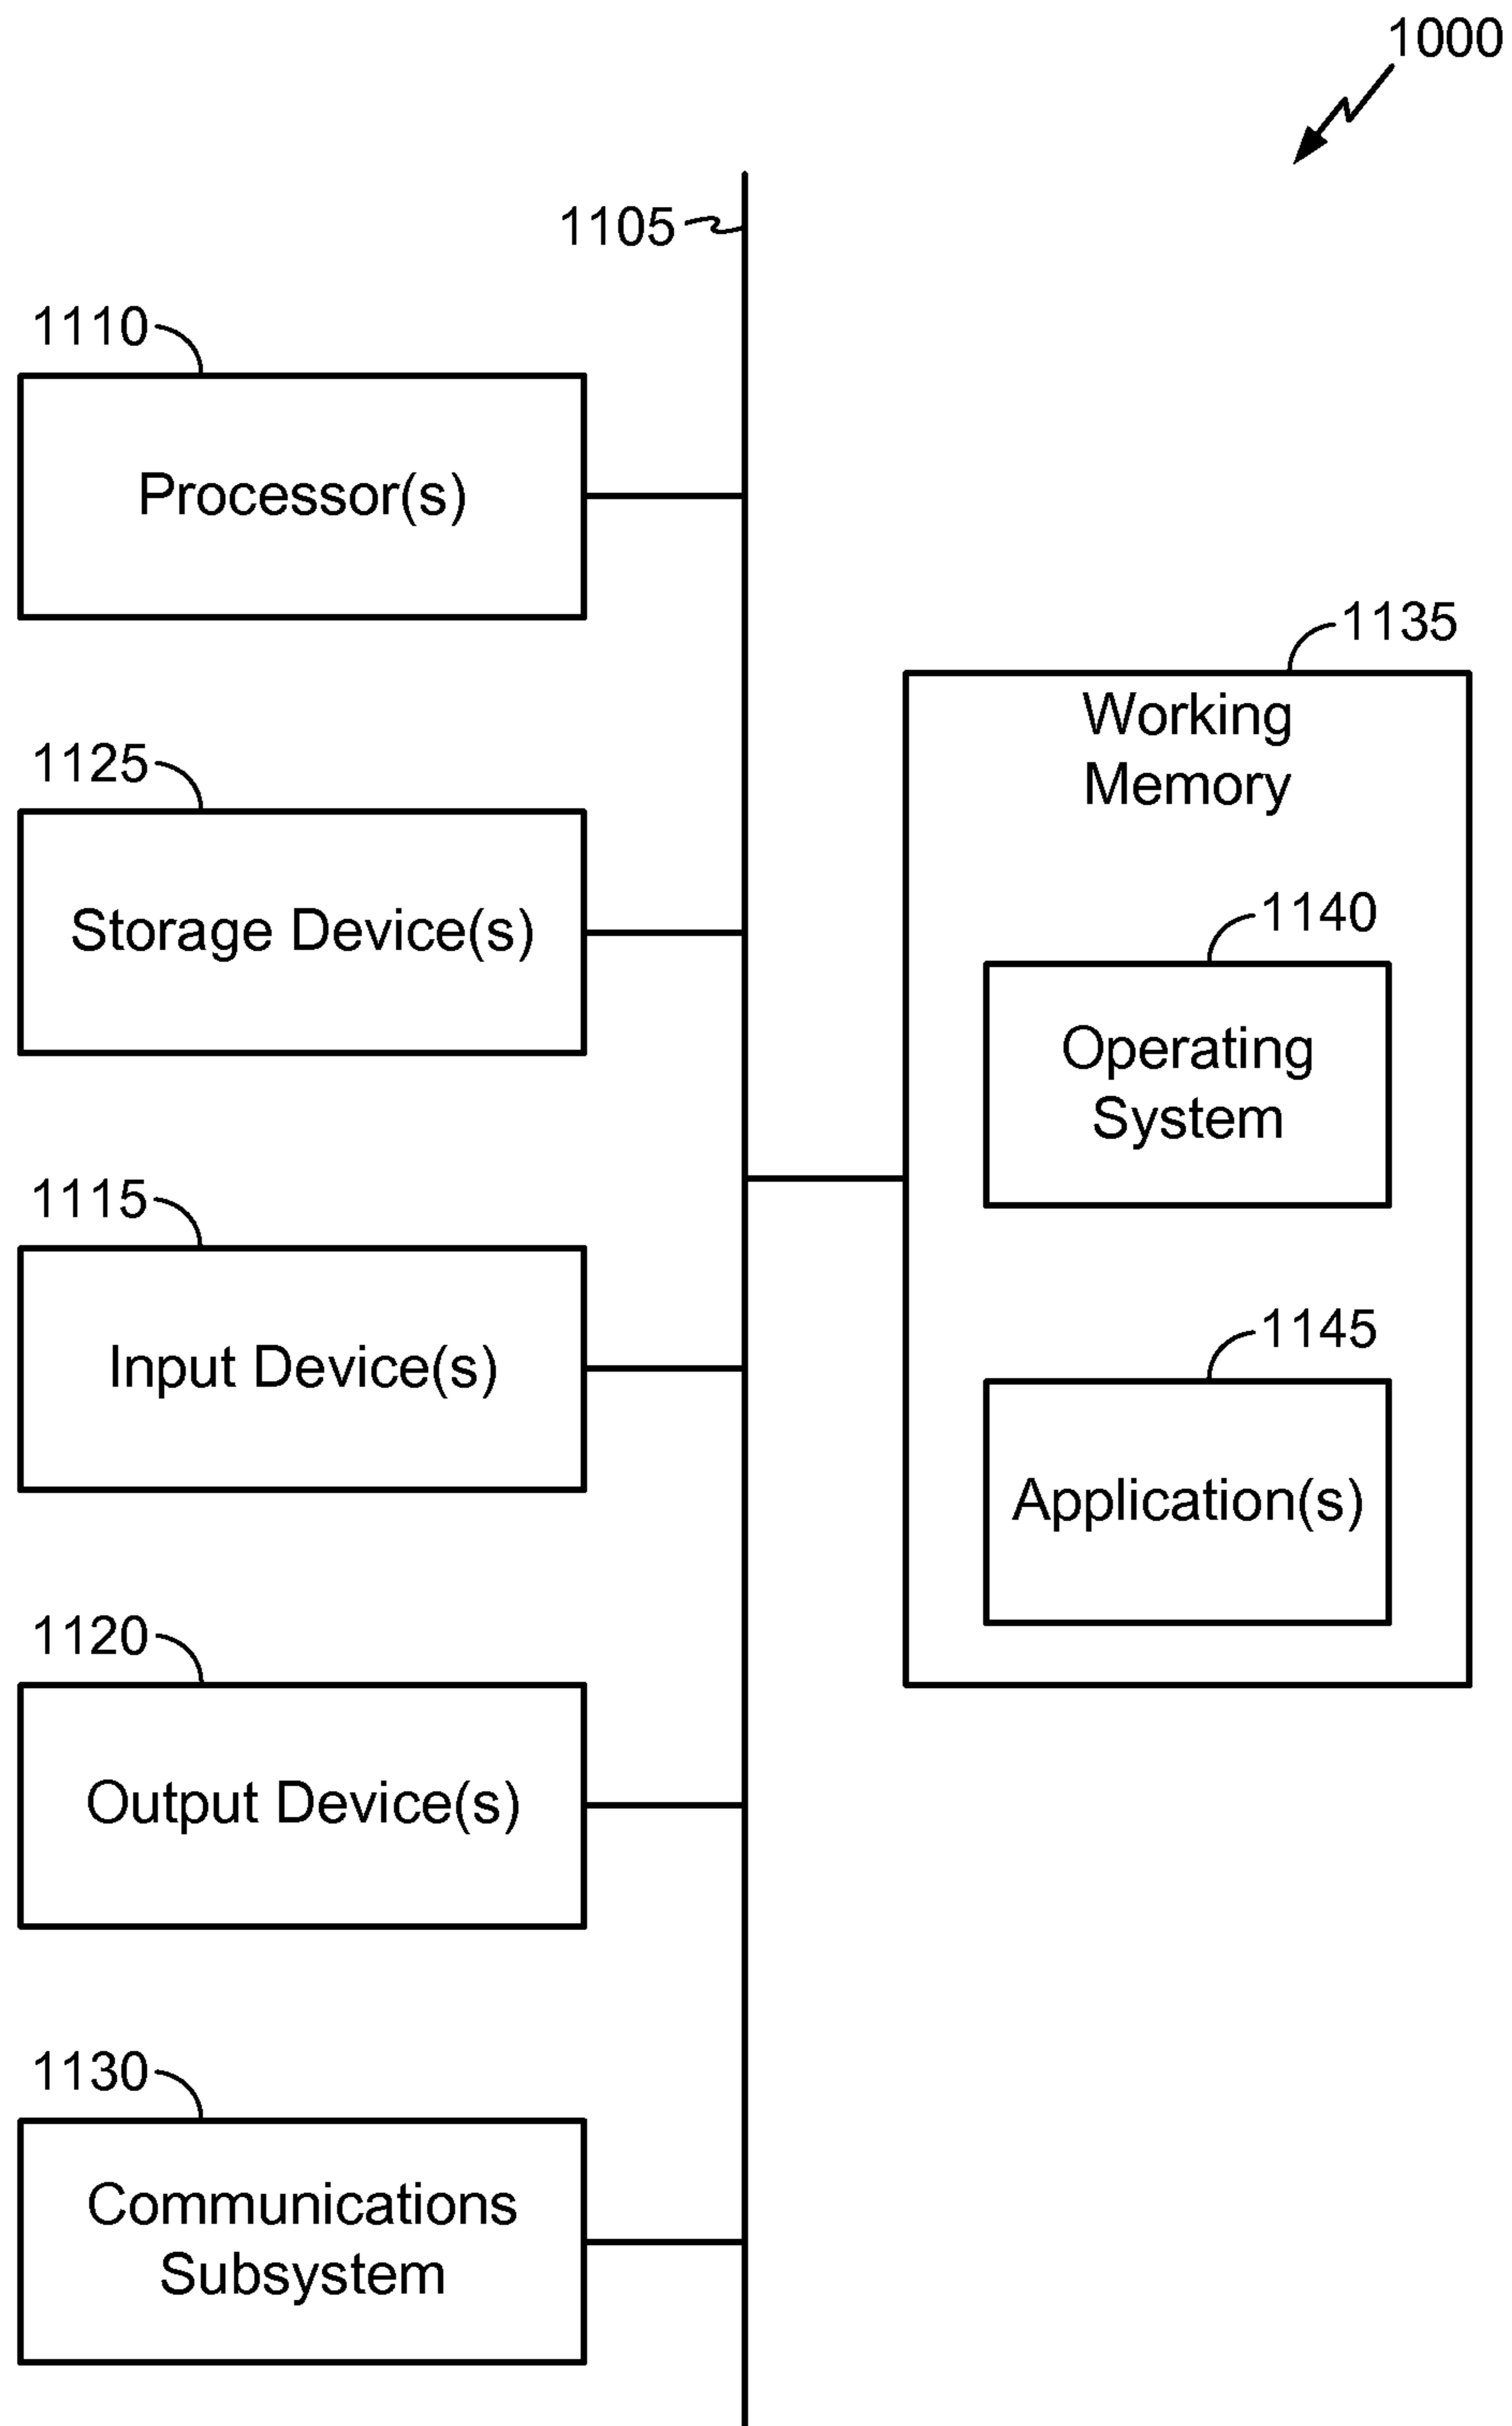 1000
1105
1110
Processor(s)
1135
Working
Memory
1125
Storage Device(s)
1140
Operating
System
1115
Input Device(s)
1145
Application(s)
1120
Output Device(s)
1130
Communications
Subsystem